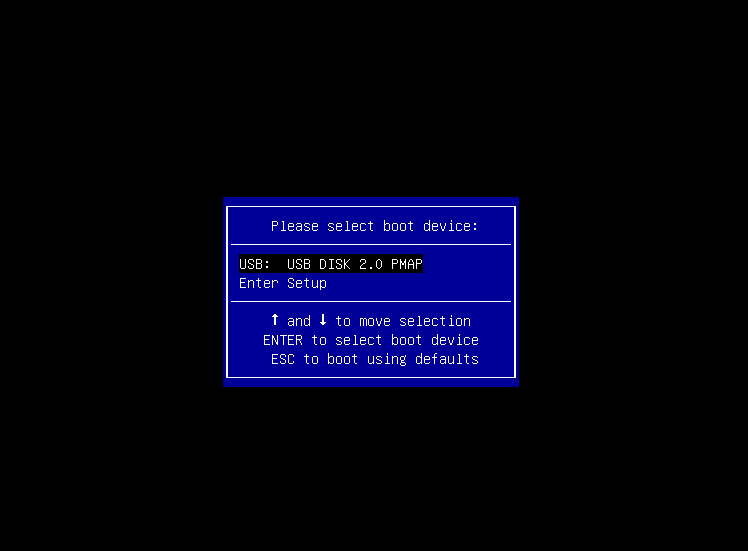 Please select boot device:
USB:  USB DISK 2.0 PMAP
Enter Setup
↑ and ↓ to move selection
ENTER to select boot device
ESC to boot using defaults